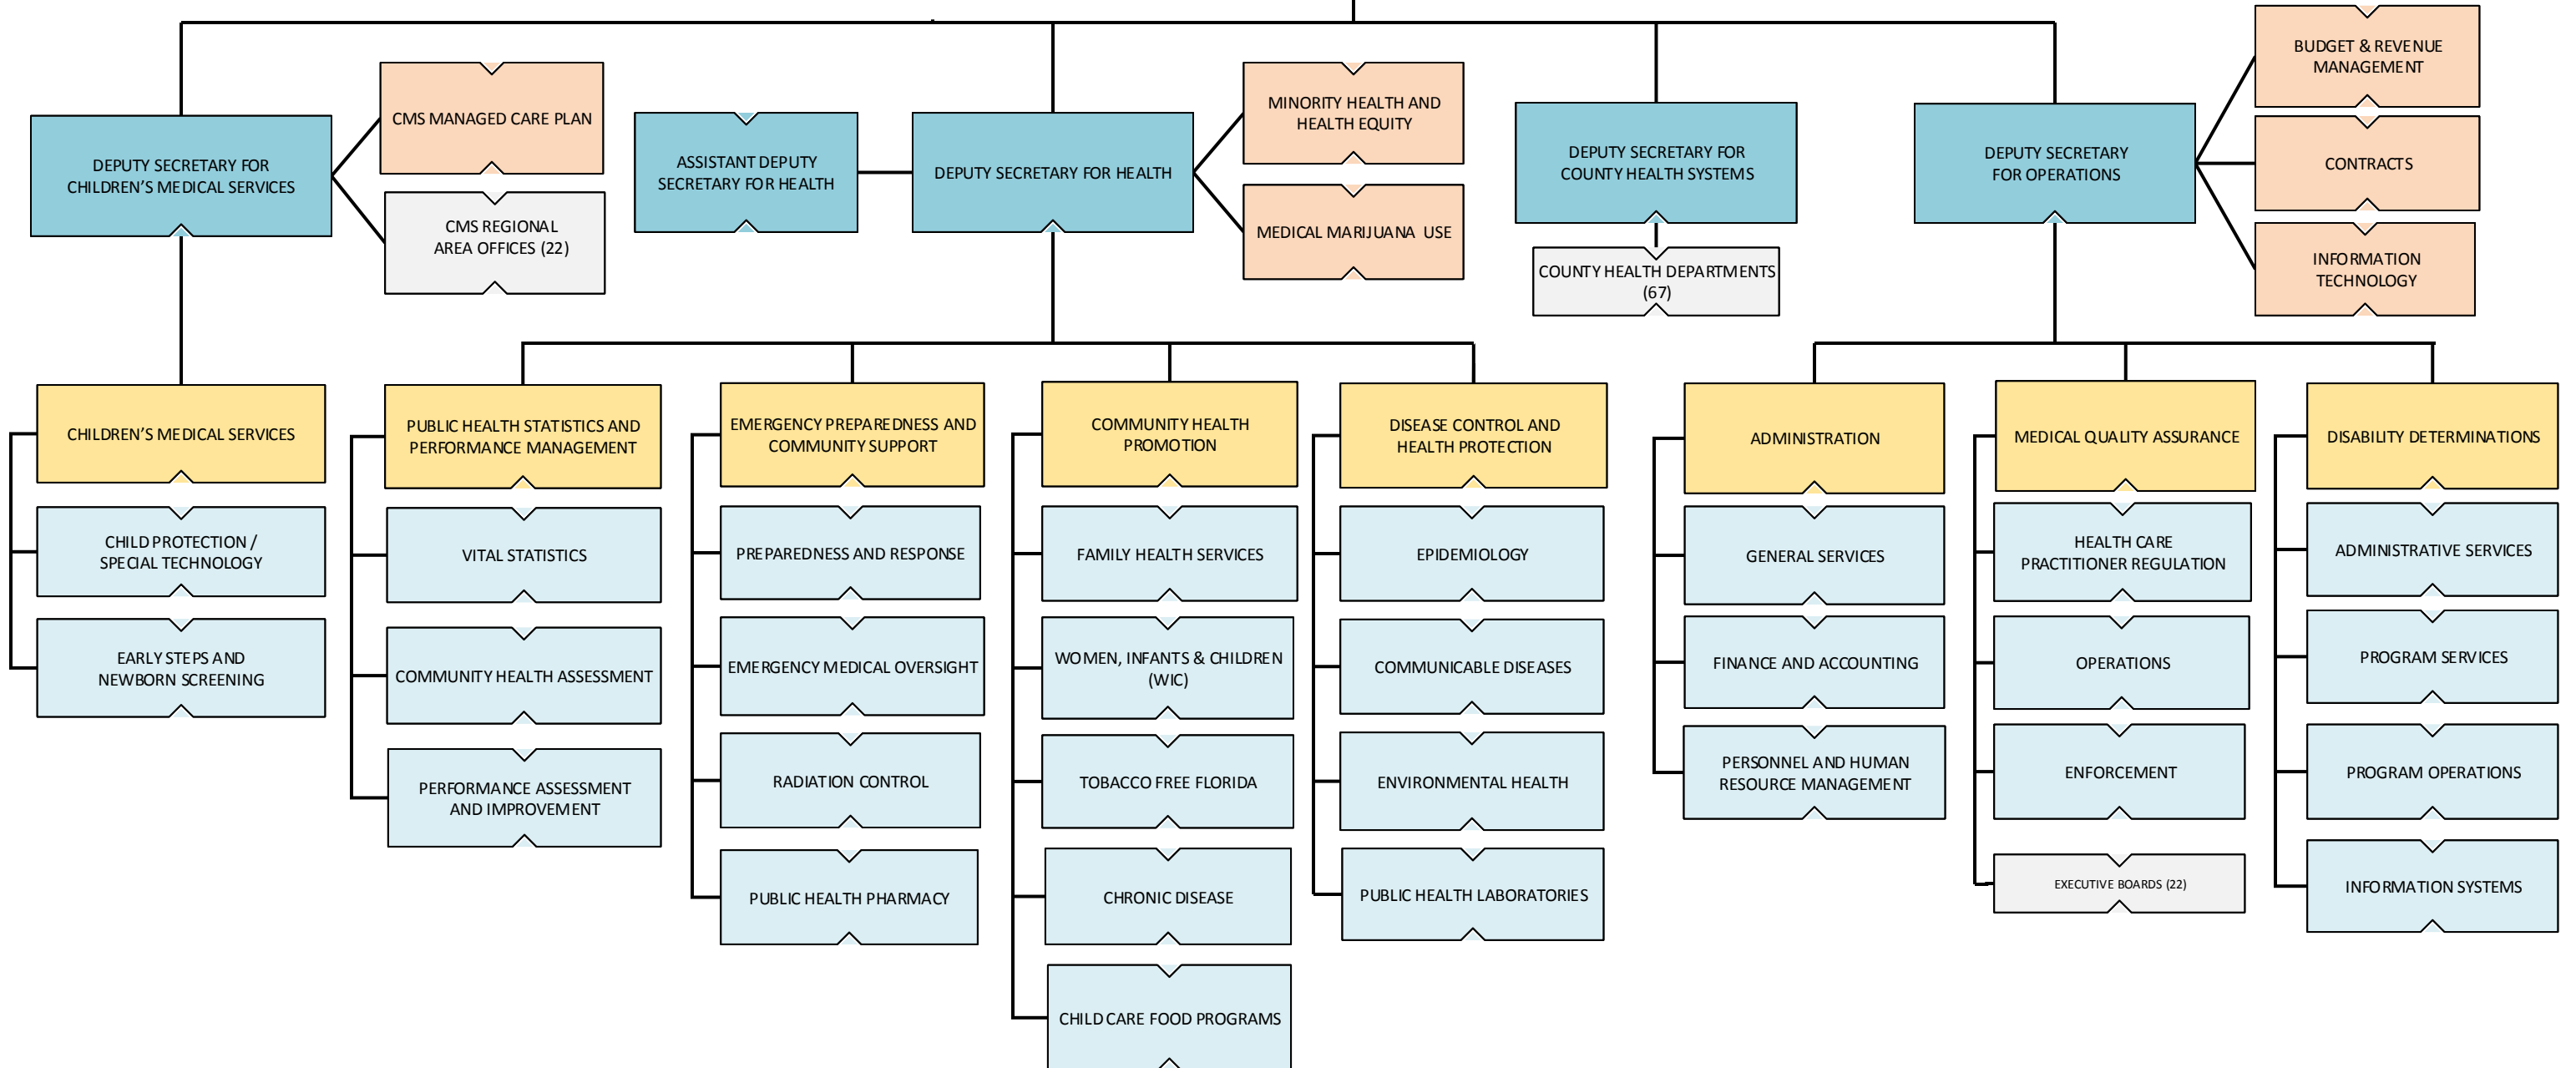 DEPUTY SECRETARY FOR
CHILDREN'S MEDICAL SERVICES
CMS MANAGED CARE PLAN
CMS REGIONAL
AREA OFFICES (22)
ASSISTANT DEPUTY
SECRETARY FOR HEALTH
DEPUTY SECRETARY FOR HEALTH
MINORITY HEALTH AND
HEALTH EQUITY
MEDICAL MARIJUANA USE
DEPUTY SECRETARY FOR
COUNTY HEALTH SYSTEMS
COUNTY HEALTH DEPARTMENTS
(67)
DEPUTY SECRETARY
FOR OPERATIONS
BUDGET & REVENUE
MANAGEMENT
CONTRACTS
INFORMATION
TECHNOLOGY
CHILDREN'S MEDICAL SERVICES
CHILD PROTECTION /
SPECIAL TECHNOLOGY
EARLY STEPS AND
NEWBORN SCREENING
PUBLIC HEALTH STATISTICS AND
PERFORMANCE MANAGEMENT
VITAL STATISTICS
COMMUNITY HEALTH ASSESSMENT
PERFORMANCE ASSESSMENT
AND IMPROVEMENT
EMERGENCY PREPAREDNESS AND
COMMUNITY SUPPORT
PREPAREDNESS AND RESPONSE
EMERGENCY MEDICAL OVERSIGHT
RADIATION CONTROL
PUBLIC HEALTH PHARMACY
COMMUNITY HEALTH
PROMOTION
FAMILY HEALTH SERVICES
WOMEN, INFANTS & CHILDREN
(WIC)
TOBACCO FREE FLORIDA
CHRONIC DISEASE
CHILD CARE FOOD PROGRAMS
DISEASE CONTROL AND
HEALTH PROTECTION
EPIDEMIOLOGY
COMMUNICABLE DISEASES
ENVIRONMENTAL HEALTH
PUBLIC HEALTH LABORATORIES
ADMINISTRATION
GENERAL SERVICES
FINANCE AND ACCOUNTING
PERSONNEL AND HUMAN
RESOURCE MANAGEMENT
MEDICAL QUALITY ASSURANCE
HEALTH CARE
PRACTITIONER REGULATION
OPERATIONS
ENFORCEMENT
EXECUTIVE BOARDS (22)
DISABILITY DETERMINATIONS
ADMINISTRATIVE SERVICES
PROGRAM SERVICES
PROGRAM OPERATIONS
INFORMATION SYSTEMS